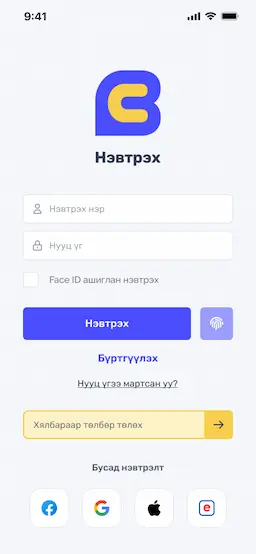 9:41
Нэвтрэх
Нэвтрэх нэр
Нууц үг
Face ID ашиглан нэвтрэх
Нэвтрэх
Бүртгүүлэх
Нууц үгээ мартсан уу?
Хялбараар төлбөр төлөх
Бусад нэвтрэлт